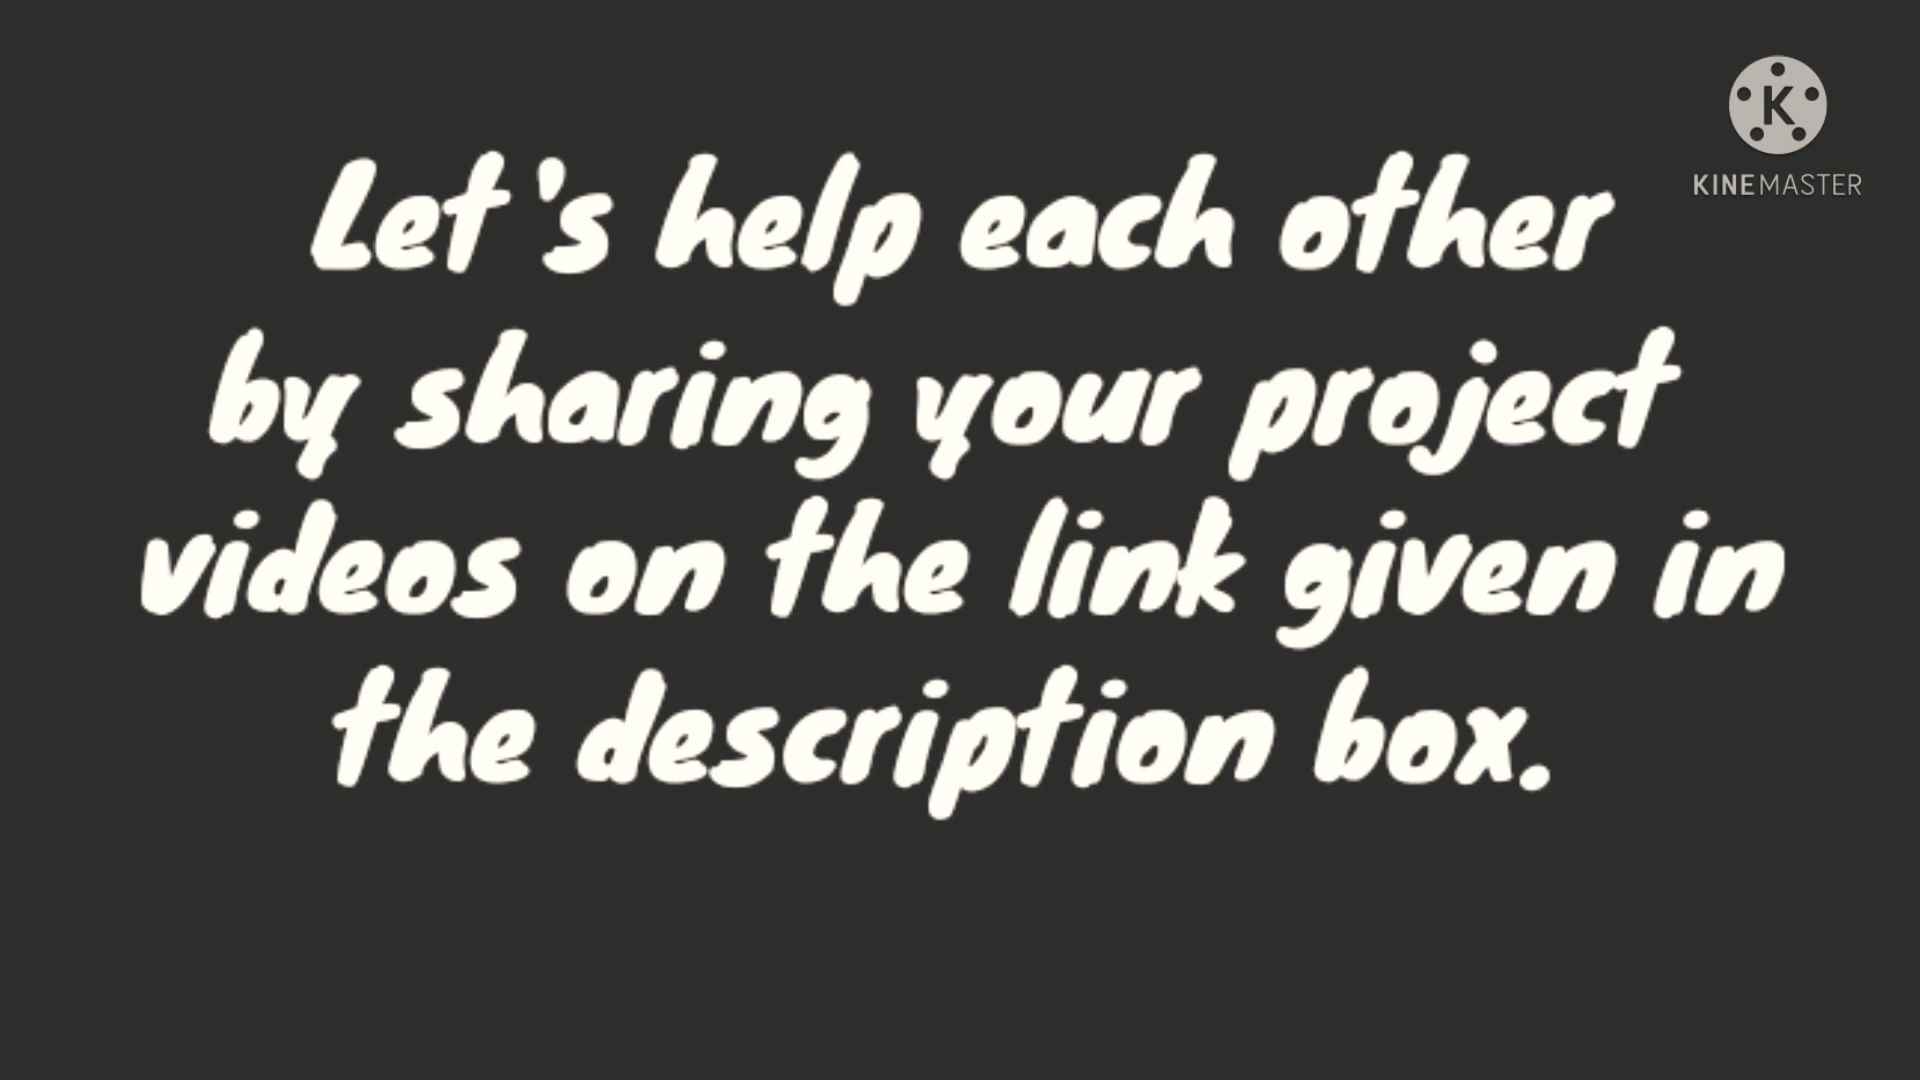 K
KINEMASTER
Let's help each other
by sharing your project
videos on the link given in
the description box.